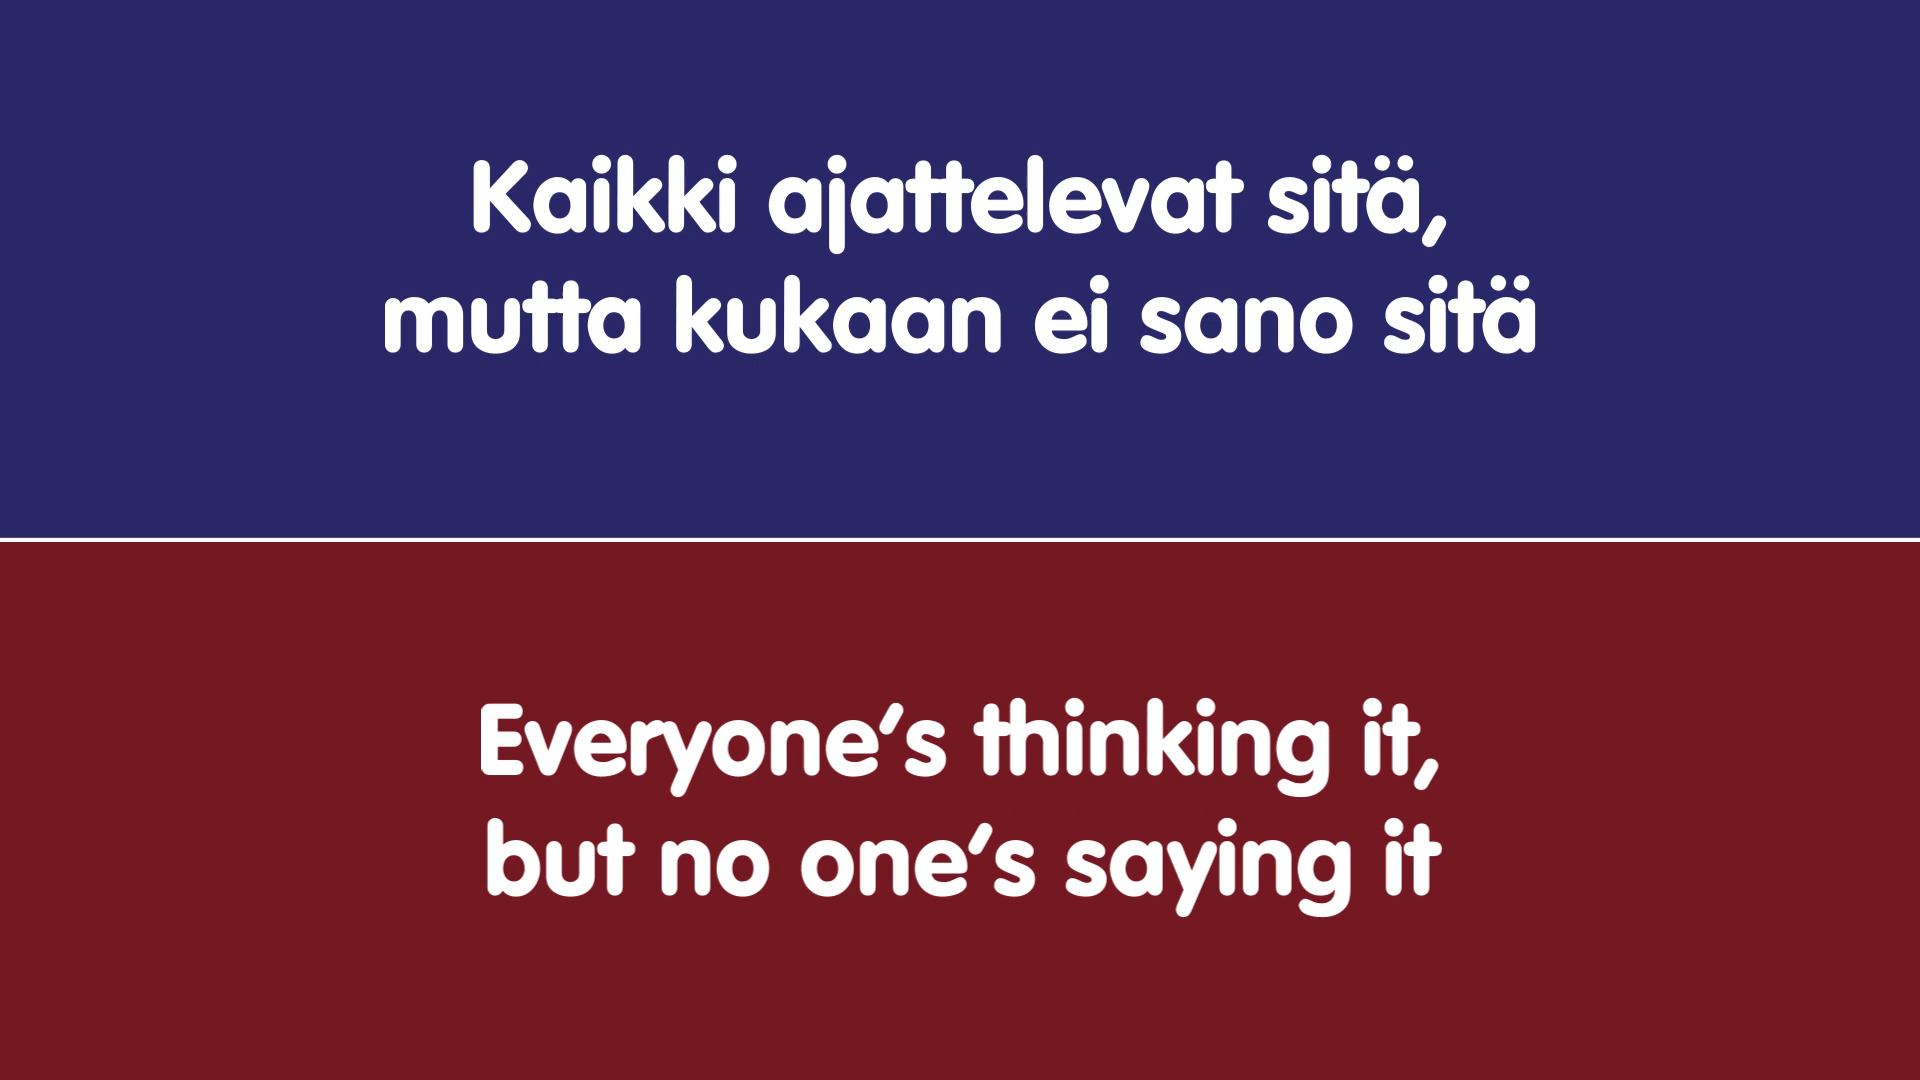 Kaikki ajattelevat sitä,
mutta kukaan ei sano sitä
Everyone's thinking it,
but no one's saying it